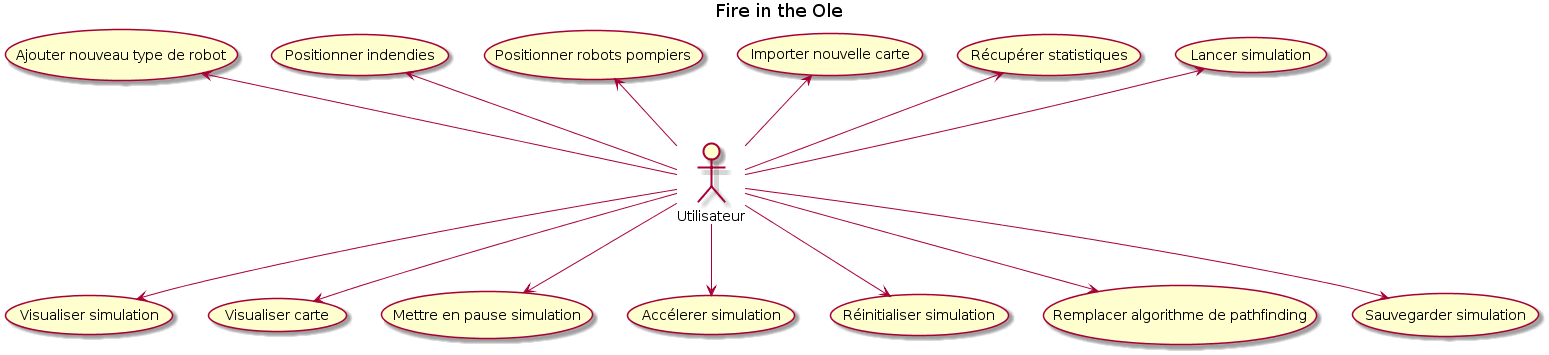 Fire in the Ole
Ajouter nouveau type de robot
Positionner indendies
Positionner robots pompiers
Importer nouvelle carte
Récupérer statistiques
Lancer simulation
Utilisateur
Visualiser simulation
Visualiser carte
Mettre en pause simulation
Accélerer simulation
Réinitialiser simulation
Remplacer algorithme de pathfinding
Sauvegarder simulation